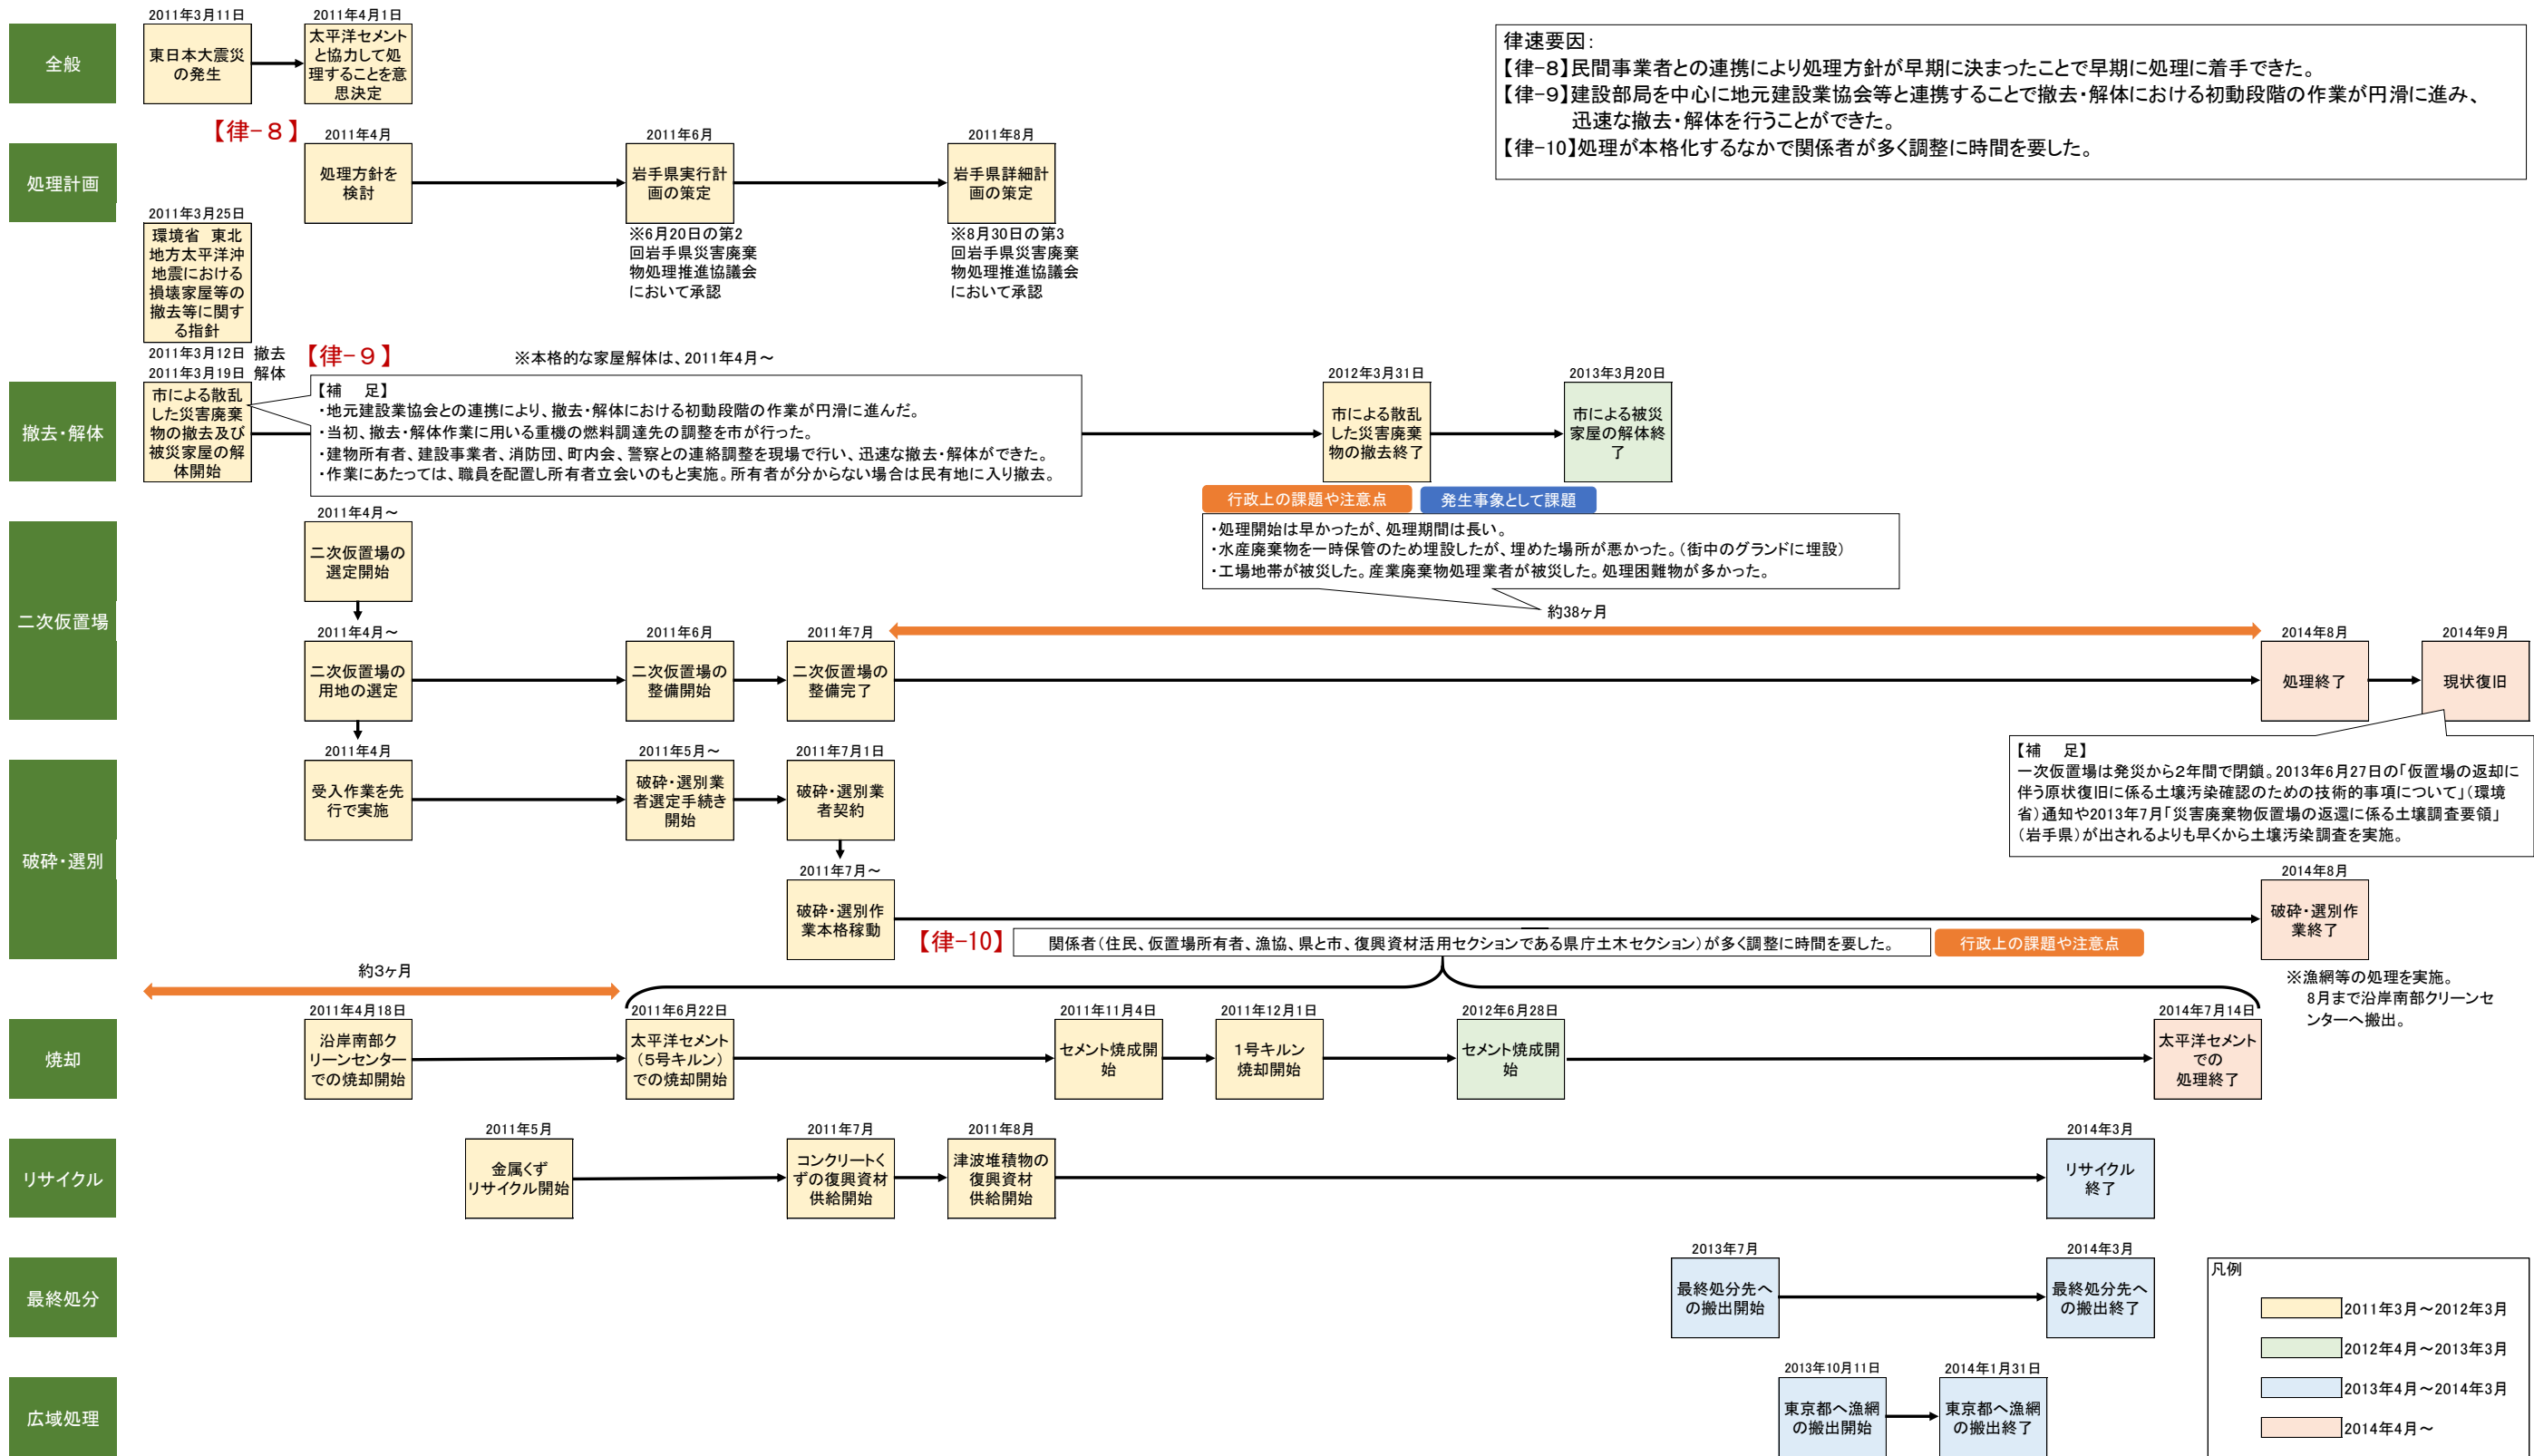 全般
2011年3月11日
東日本大震災
の発生
2011年4月1日
太平洋セメント
と協力して処
理することを意
思決定
律速要因：
【律-8】民間事業者との連携により処理方針が早期に決まったことで早期に処理に着手できた。
【律-9】建設部局を中心に地元建設業協会等と連携することで撤去・解体における初動段階の作業が円滑に進み、
迅速な撤去・解体を行うことができた。
【律-10】処理が本格化するなかで関係者が多く調整に時間を要した。
【律-８】
処理計画
2011年4月
処理方針を
検討
2011年6月
岩手県実行計
画の策定
※6月20日の第2
回岩手県災害廃棄
物処理推進協議会
において承認
2011年8月
岩手県詳細計
画の策定
※8月30日の第3
回岩手県災害廃棄
物処理推進協議会
において承認
2011年3月25日
環境省 東北
地方太平洋沖
地震における
損壊家屋等の
撤去等に関す
る指針
撤去・解体
2011年3月12日 撤去
2011年3月19日 解体
市による散乱
した災害廃棄
物の撤去及び
被災家屋の解
体開始
【律-９】
※本格的な家屋解体は、2011年4月～
【補　足】
・地元建設業協会との連携により、撤去・解体における初動段階の作業が円滑に進んだ。
・当初、撤去・解体作業に用いる重機の燃料調達先の調整を市が行った。
・建物所有者、建設事業者、消防団、町内会、警察との連絡調整を現場で行い、迅速な撤去・解体ができた。
・作業にあたっては、職員を配置し所有者立会いのもと実施。所有者が分からない場合は民有地に入り撤去。
2012年3月31日
市による散乱
した災害廃棄
物の撤去終了
2013年3月20日
市による被災
家屋の解体終
了
行政上の課題や注意点
発生事象として課題
・処理開始は早かったが、処理期間は長い。
・水産廃棄物を一時保管のため埋設したが、埋めた場所が悪かった。（街中のグランドに埋設）
・工場地帯が被災した。産業廃棄物処理業者が被災した。処理困難物が多かった。
約38ヶ月
二次仮置場
2011年4月～
二次仮置場の
選定開始
2011年4月～
二次仮置場の
用地の選定
2011年6月
二次仮置場の
整備開始
2011年7月
二次仮置場の
整備完了
2014年8月
処理終了
2014年9月
現状復旧
【補　足】
一次仮置場は発災から2年間で閉鎖。2013年6月27日の「仮置場の返却に
伴う原状復旧に係る土壌汚染確認のための技術的事項について」（環境
省）通知や2013年7月「災害廃棄物仮置場の返還に係る土壌調査要領」
（岩手県）が出されるよりも早くから土壌汚染調査を実施。
破砕・選別
2011年4月
受入作業を先
行で実施
2011年5月～
破砕・選別業
者選定手続き
開始
2011年7月1日
破砕・選別業
者契約
2011年7月～
破砕・選別作
業本格稼動
2014年8月
破砕・選別作
業終了
※漁網等の処理を実施。
8月まで沿岸南部クリーンセ
ンターへ搬出。
【律-10】
関係者（住民、仮置場所有者、漁協、県と市、復興資材活用セクションである県庁土木セクション）が多く調整に時間を要した。
行政上の課題や注意点
約3ヶ月
焼却
2011年4月18日
沿岸南部ク
リーンセンター
での焼却開始
2011年6月22日
太平洋セメント
（5号キルン）
での焼却開始
2011年11月4日
セメント焼成開
始
2011年12月1日
1号キルン
焼却開始
2012年6月28日
セメント焼成開
始
2014年7月14日
太平洋セメント
での
処理終了
リサイクル
2011年5月
金属くず
リサイクル開始
2011年7月
コンクリートく
ずの復興資材
供給開始
2011年8月
津波堆積物の
復興資材
供給開始
2014年3月
リサイクル
終了
最終処分
2013年7月
最終処分先へ
の搬出開始
2014年3月
最終処分先へ
の搬出終了
広域処理
2013年10月11日
東京都へ漁網
の搬出開始
2014年1月31日
東京都へ漁網
の搬出終了
凡例
2011年3月～2012年3月
2012年4月～2013年3月
2013年4月～2014年3月
2014年4月～